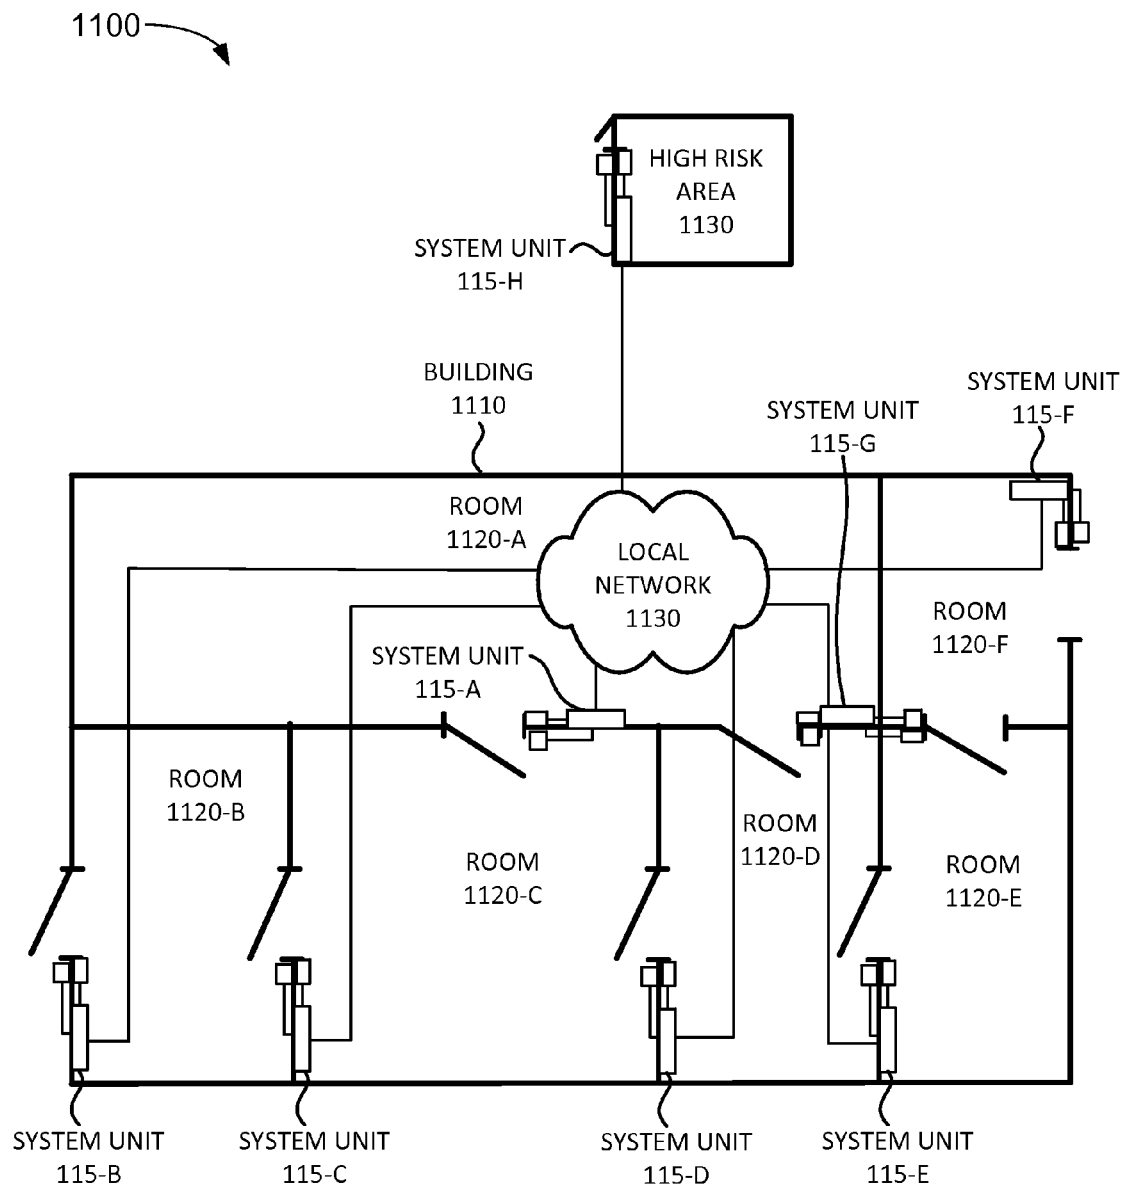 1100
HIGH RISK
AREA
1130
SYSTEM UNIT
115-H
BUILDING
1110
SYSTEM UNIT
115-F
SYSTEM UNIT
115-G
ROOM
1120-A
LOCAL
NETWORK
1130
ROOM
1120-F
SYSTEM UNIT
115-A
ROOM
1120-B
ROOM
1120-C
ROOM
1120-D
ROOM
1120-E
SYSTEM UNIT
115-B
SYSTEM UNIT
115-C
SYSTEM UNIT
115-D
SYSTEM UNIT
115-E